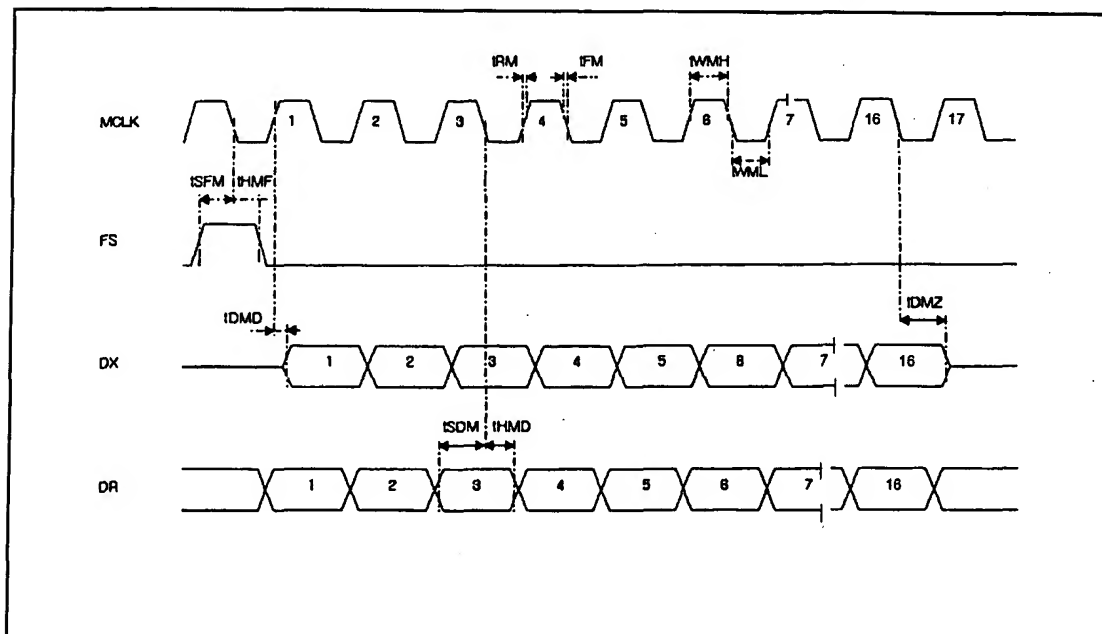 tRM tFM tWMH
MCLK 1 2 3 4 5 6 7 16 17
tWML
tSFM tHMF
FS
tDMD tDMZ
DX 1 2 3 4 5 8 7 16
tSDM tHMD
DR 1 2 3 4 5 6 7 16